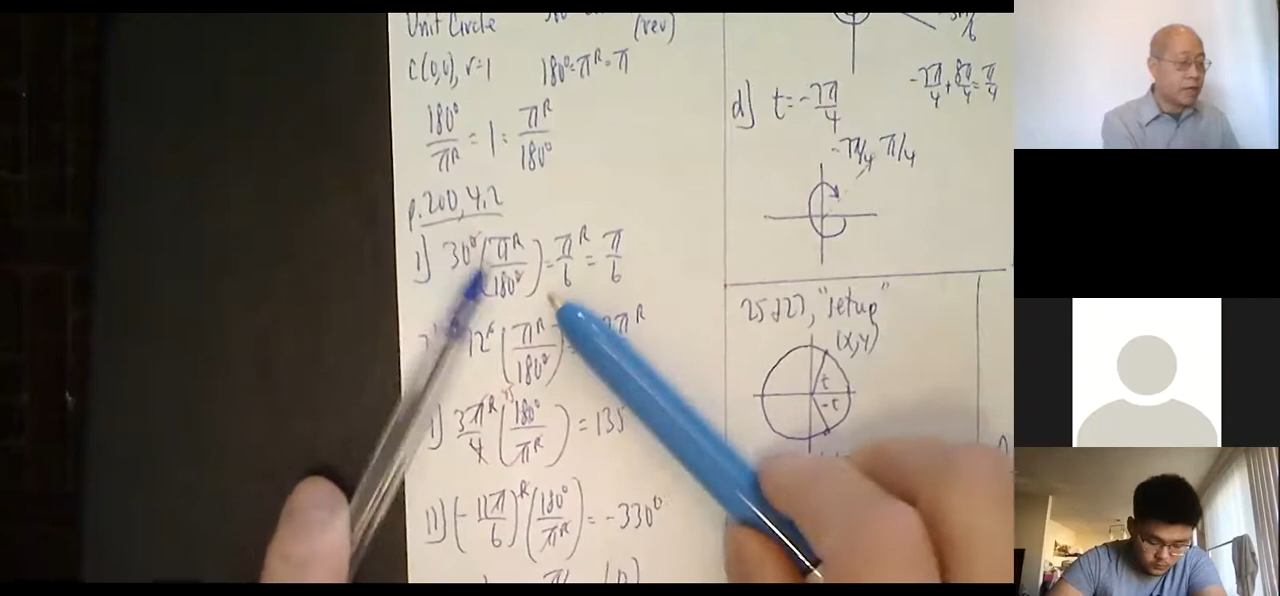 Unit Circle
(rev)
C(0,0), r=1 180°=π^R=π
180°/π^R = 1 = π^R/180°
p.200, 4.2
1) 30°(π^R/180°) = π^R/6 = π/6
(π^R/180°)
3π^R/4 (180°/π^R) = 135
11) (-11π/6)^R (180°/π^R) = -330°
d) t = -7π/4
-7π/4 + 8π/4 = π/4
-7π/4 π/4
25 & 27, "setup"
(x,y)
t
-t